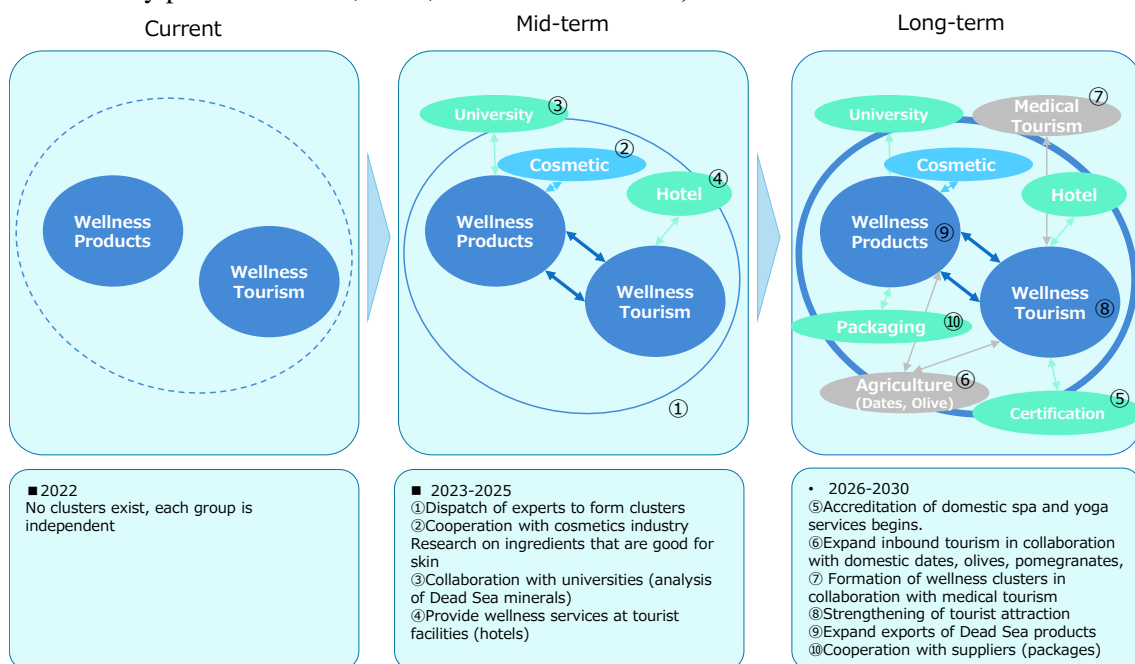 Current
Mid-term
Long-term
Wellness
Products
Wellness
Tourism
University
③
Cosmetic
②
Hotel
④
Wellness
Products
Wellness
Tourism
①
University
Medical
Tourism
⑦
Cosmetic
Hotel
Wellness
Products
⑨
Wellness
Tourism
⑧
Packaging
⑩
Agriculture
(Dates, Olive)
⑥
Certification
⑤
■2022
No clusters exist, each group is
independent
■ 2023-2025
①Dispatch of experts to form clusters
②Cooperation with cosmetics industry
Research on ingredients that are good for
skin
③Collaboration with universities (analysis
of Dead Sea minerals)
④Provide wellness services at tourist
facilities (hotels)
• 2026-2030
⑤Accreditation of domestic spa and yoga
services begins.
⑥Expand inbound tourism in collaboration
with domestic dates, olives, pomegranates,
⑦ Formation of wellness clusters in
collaboration with medical tourism
⑧Strengthening of tourist attraction
⑨Expand exports of Dead Sea products
⑩Cooperation with suppliers (packages)